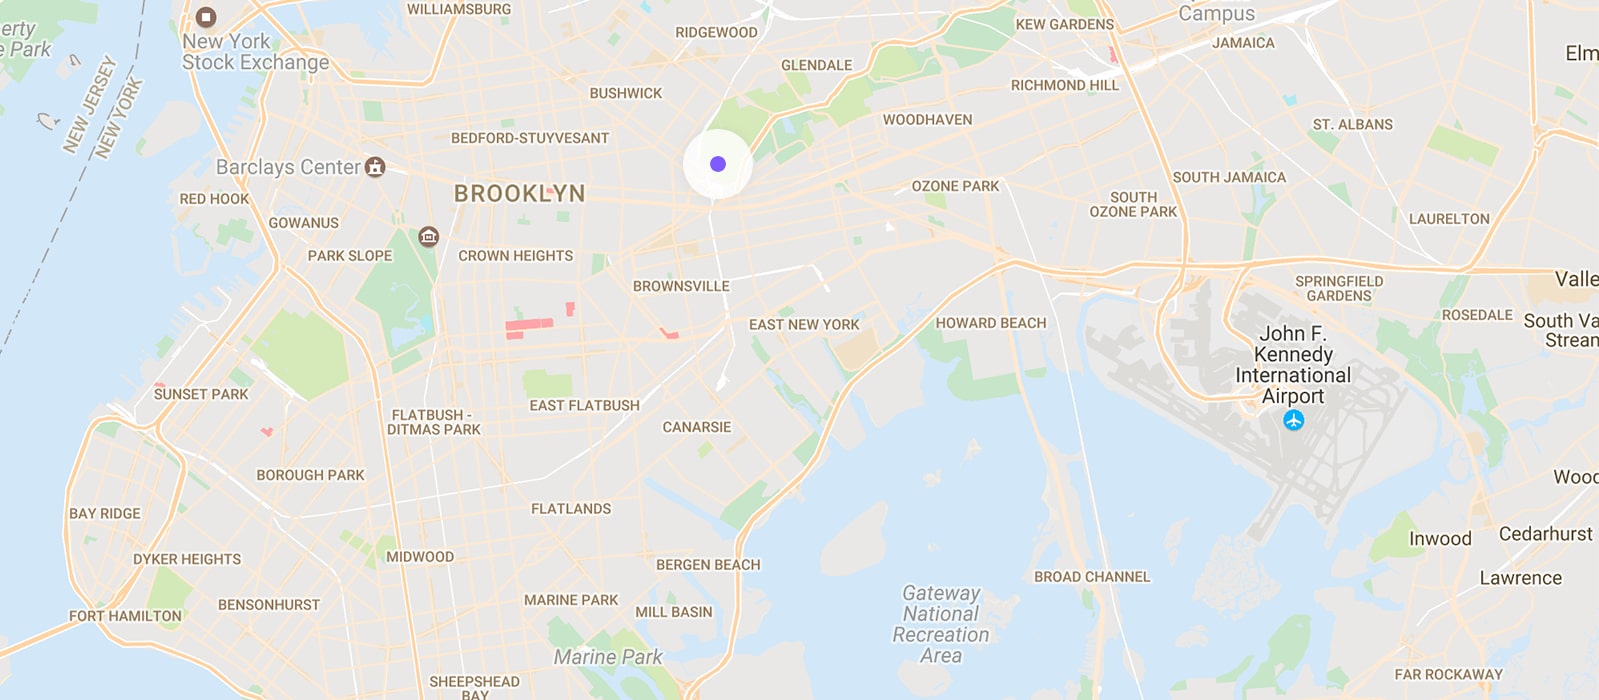 WILLIAMSBURG
KEW GARDENS
Campus
RIDGEWOOD
erty
e Park
New York
Stock Exchange
JAMAICA
Elm
GLENDALE
NEW JERSEY
NEW YORK
BUSHWICK
RICHMOND HILL
WOODHAVEN
ST. ALBANS
BEDFORD-STUYVESANT
Barclays Center
SOUTH JAMAICA
BROOKLYN
OZONE PARK
RED HOOK
SOUTH
OZONE PARK
GOWANUS
LAURELTON
PARK SLOPE
CROWN HEIGHTS
BROWNSVILLE
SPRINGFIELD
GARDENS
Valle
EAST NEW YORK
HOWARD BEACH
ROSEDALE
South Va
Strean
John F.
Kennedy
International
Airport
SUNSET PARK
EAST FLATBUSH
FLATBUSH -
DITMAS PARK
CANARSIE
BOROUGH PARK
Wood
BAY RIDGE
FLATLANDS
Inwood
Cedarhurst
DYKER HEIGHTS
MIDWOOD
BERGEN BEACH
BROAD CHANNEL
Lawrence
BENSONHURST
MARINE PARK
FORT HAMILTON
MILL BASIN
Gateway
National
Recreation
Area
Marine Park
SHEEPSHEAD
BAY
FAR ROCKAWAY